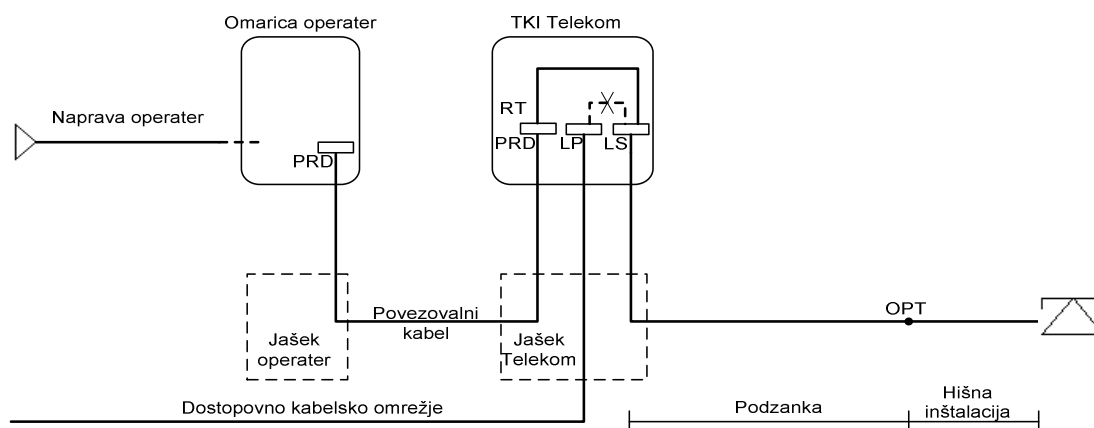 Omarica operater
TKI Telekom
Naprava operater
RT
PRD
PRD
LP
LS
Povezovalni
kabel
OPT
Jašek
operater
Jašek
Telekom
Dostopovno kabelsko omrežje
Podzanka
Hišna
inštalacija